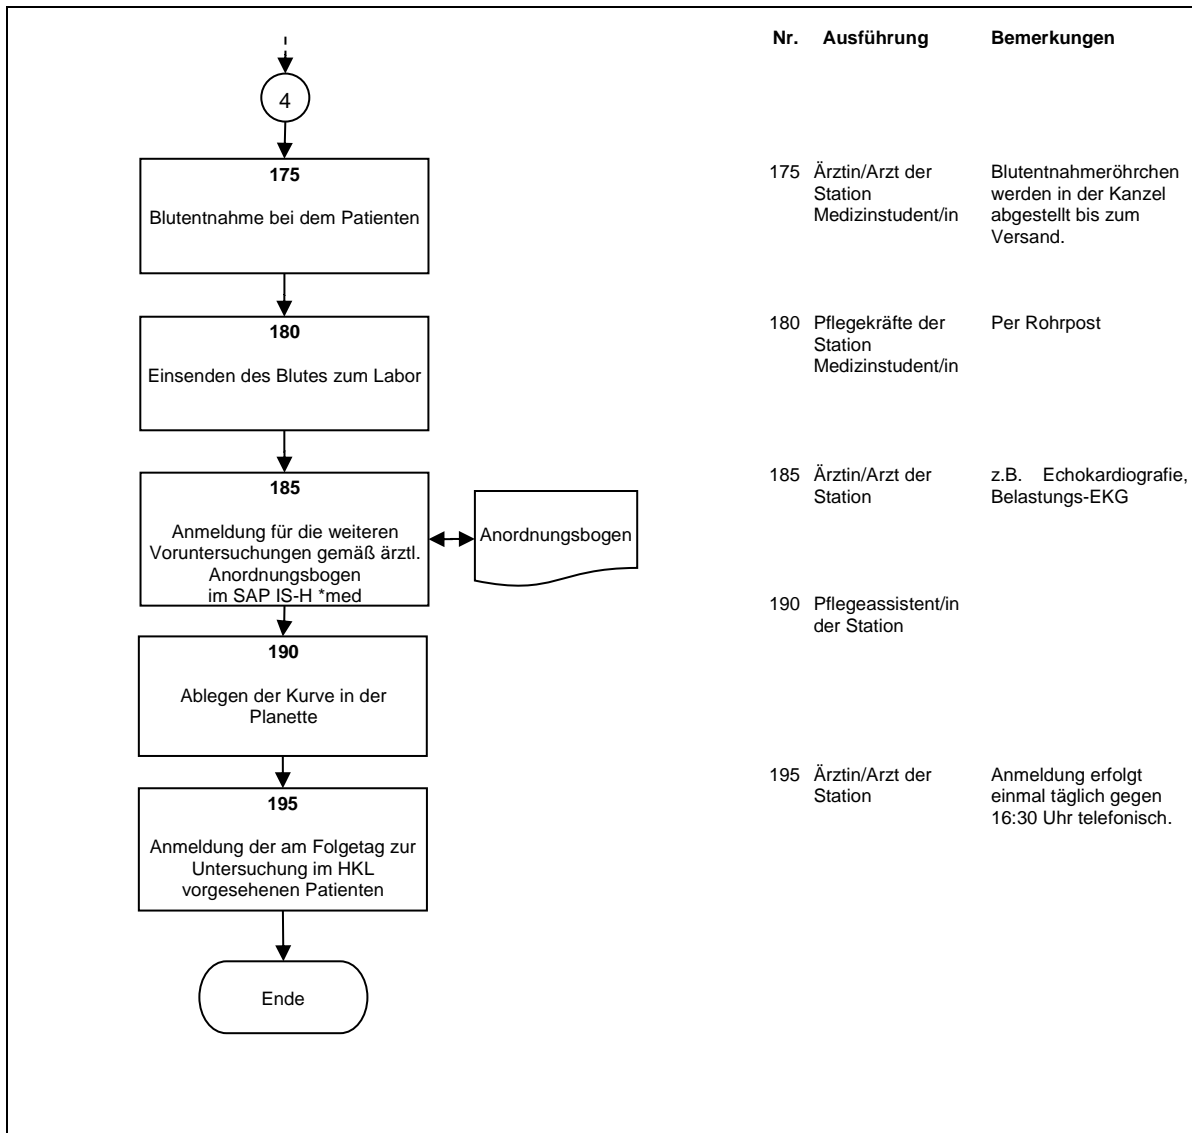 Nr. Ausführung Bemerkungen
4
175
Blutentnahme bei dem Patienten
175 Ärztin/Arzt der Blutentnahmeröhrchen
Station werden in der Kanzel
Medizinstudent/in abgestellt bis zum
Versand.
180
Einsenden des Blutes zum Labor
180 Pflegekräfte der Per Rohrpost
Station
Medizinstudent/in
185
Anmeldung für die weiteren
Voruntersuchungen gemäß ärztl.
Anordnungsbogen
im SAP IS-H *med
Anordnungsbogen
185 Ärztin/Arzt der z.B. Echokardiografie,
Station Belastungs-EKG
190
Ablegen der Kurve in der
Planette
190 Pflegeassistent/in
der Station
195
Anmeldung der am Folgetag zur
Untersuchung im HKL
vorgesehenen Patienten
195 Ärztin/Arzt der Anmeldung erfolgt
Station einmal täglich gegen
16:30 Uhr telefonisch.
Ende